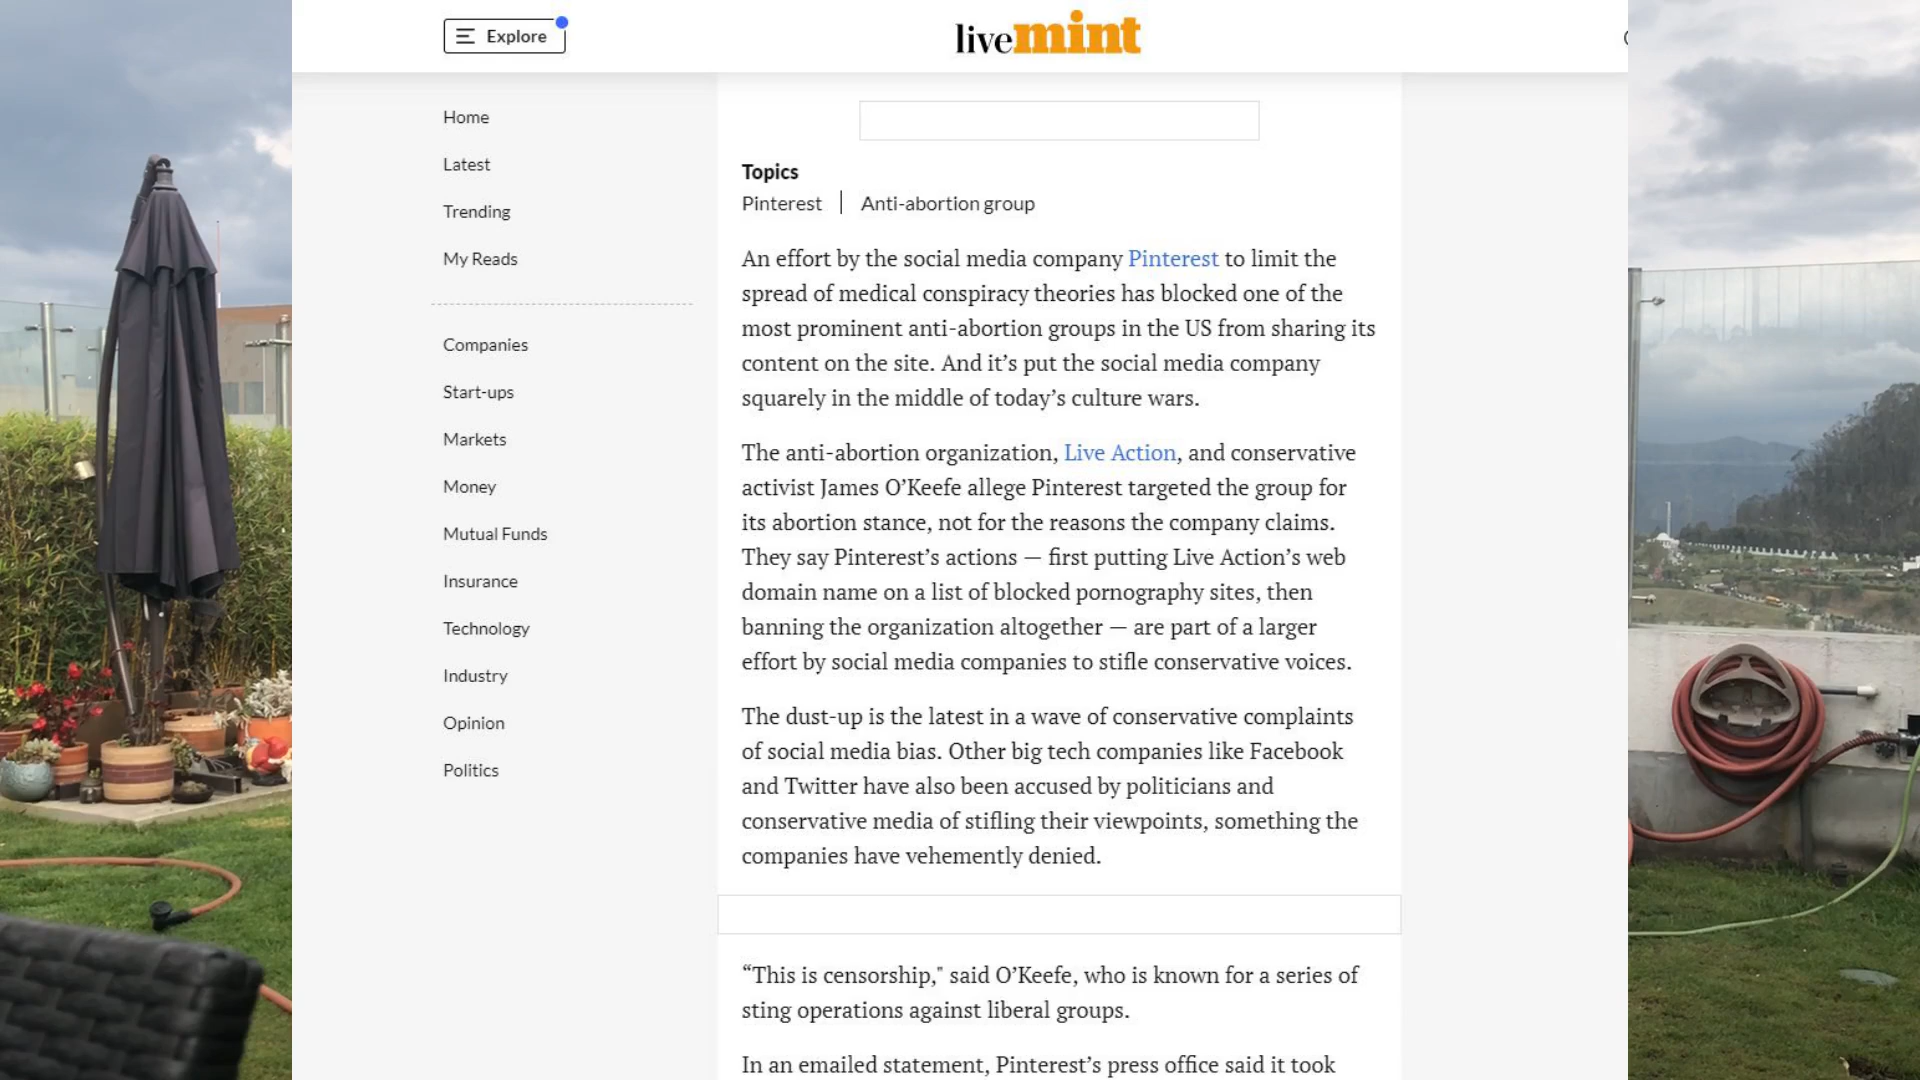 Explore
livemint
Home
Latest
Trending
My Reads
Companies
Start-ups
Markets
Money
Mutual Funds
Insurance
Technology
Industry
Opinion
Politics
Topics
Pinterest | Anti-abortion group
An effort by the social media company Pinterest to limit the
spread of medical conspiracy theories has blocked one of the
most prominent anti-abortion groups in the US from sharing its
content on the site. And it’s put the social media company
squarely in the middle of today’s culture wars.
The anti-abortion organization, Live Action, and conservative
activist James O’Keefe allege Pinterest targeted the group for
its abortion stance, not for the reasons the company claims.
They say Pinterest’s actions — first putting Live Action’s web
domain name on a list of blocked pornography sites, then
banning the organization altogether — are part of a larger
effort by social media companies to stifle conservative voices.
The dust-up is the latest in a wave of conservative complaints
of social media bias. Other big tech companies like Facebook
and Twitter have also been accused by politicians and
conservative media of stifling their viewpoints, something the
companies have vehemently denied.
“This is censorship," said O’Keefe, who is known for a series of
sting operations against liberal groups.
In an emailed statement, Pinterest’s press office said it took